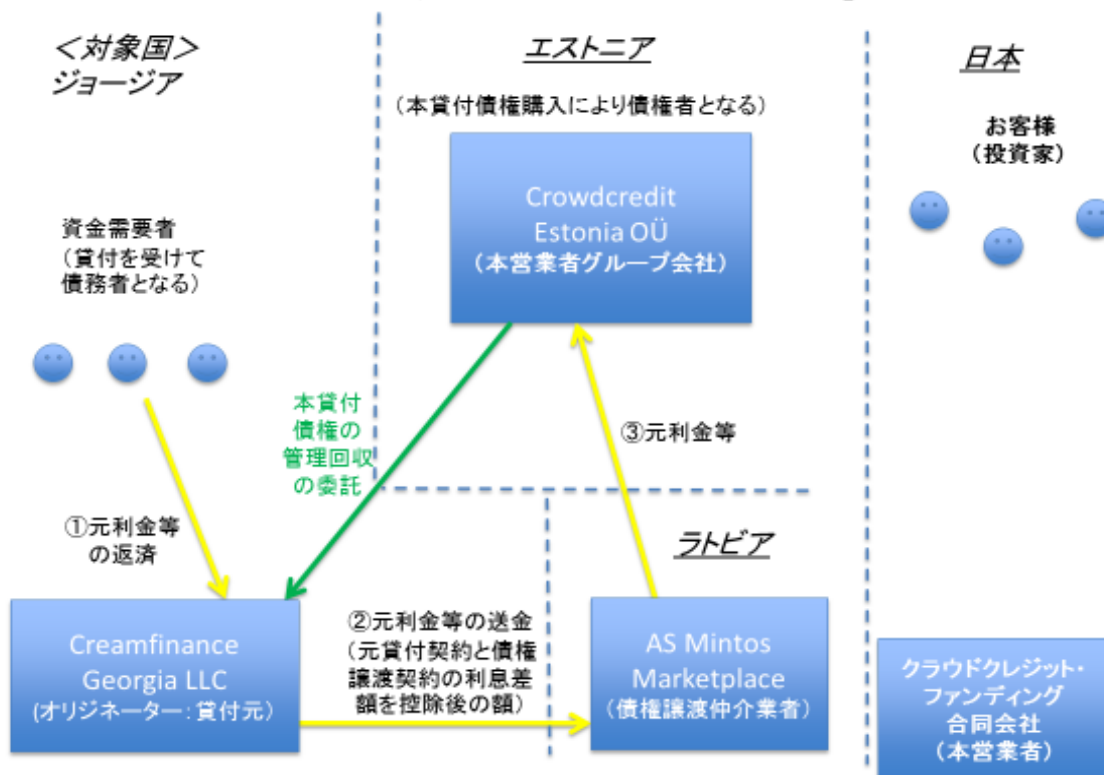 ＜対象国＞
ジョージア
エストニア
日本
（本貸付債権購入により債権者となる）
お客様
（投資家）
Crowdcredit
Estonia OÜ
（本営業者グループ会社）
資金需要者
（貸付を受けて
債務者となる）
本貸付
債権の
管理回収
の委託
③元利金等
①元利金等
の返済
ラトビア
Creamfinance
Georgia LLC
(オリジネーター：貸付元）
②元利金等の送金
（元貸付契約と債権
譲渡契約の利息差
額を控除後の額）
AS Mintos
Marketplace
（債権譲渡仲介業者）
クラウドクレジット・
ファンディング
合同会社
（本営業者）